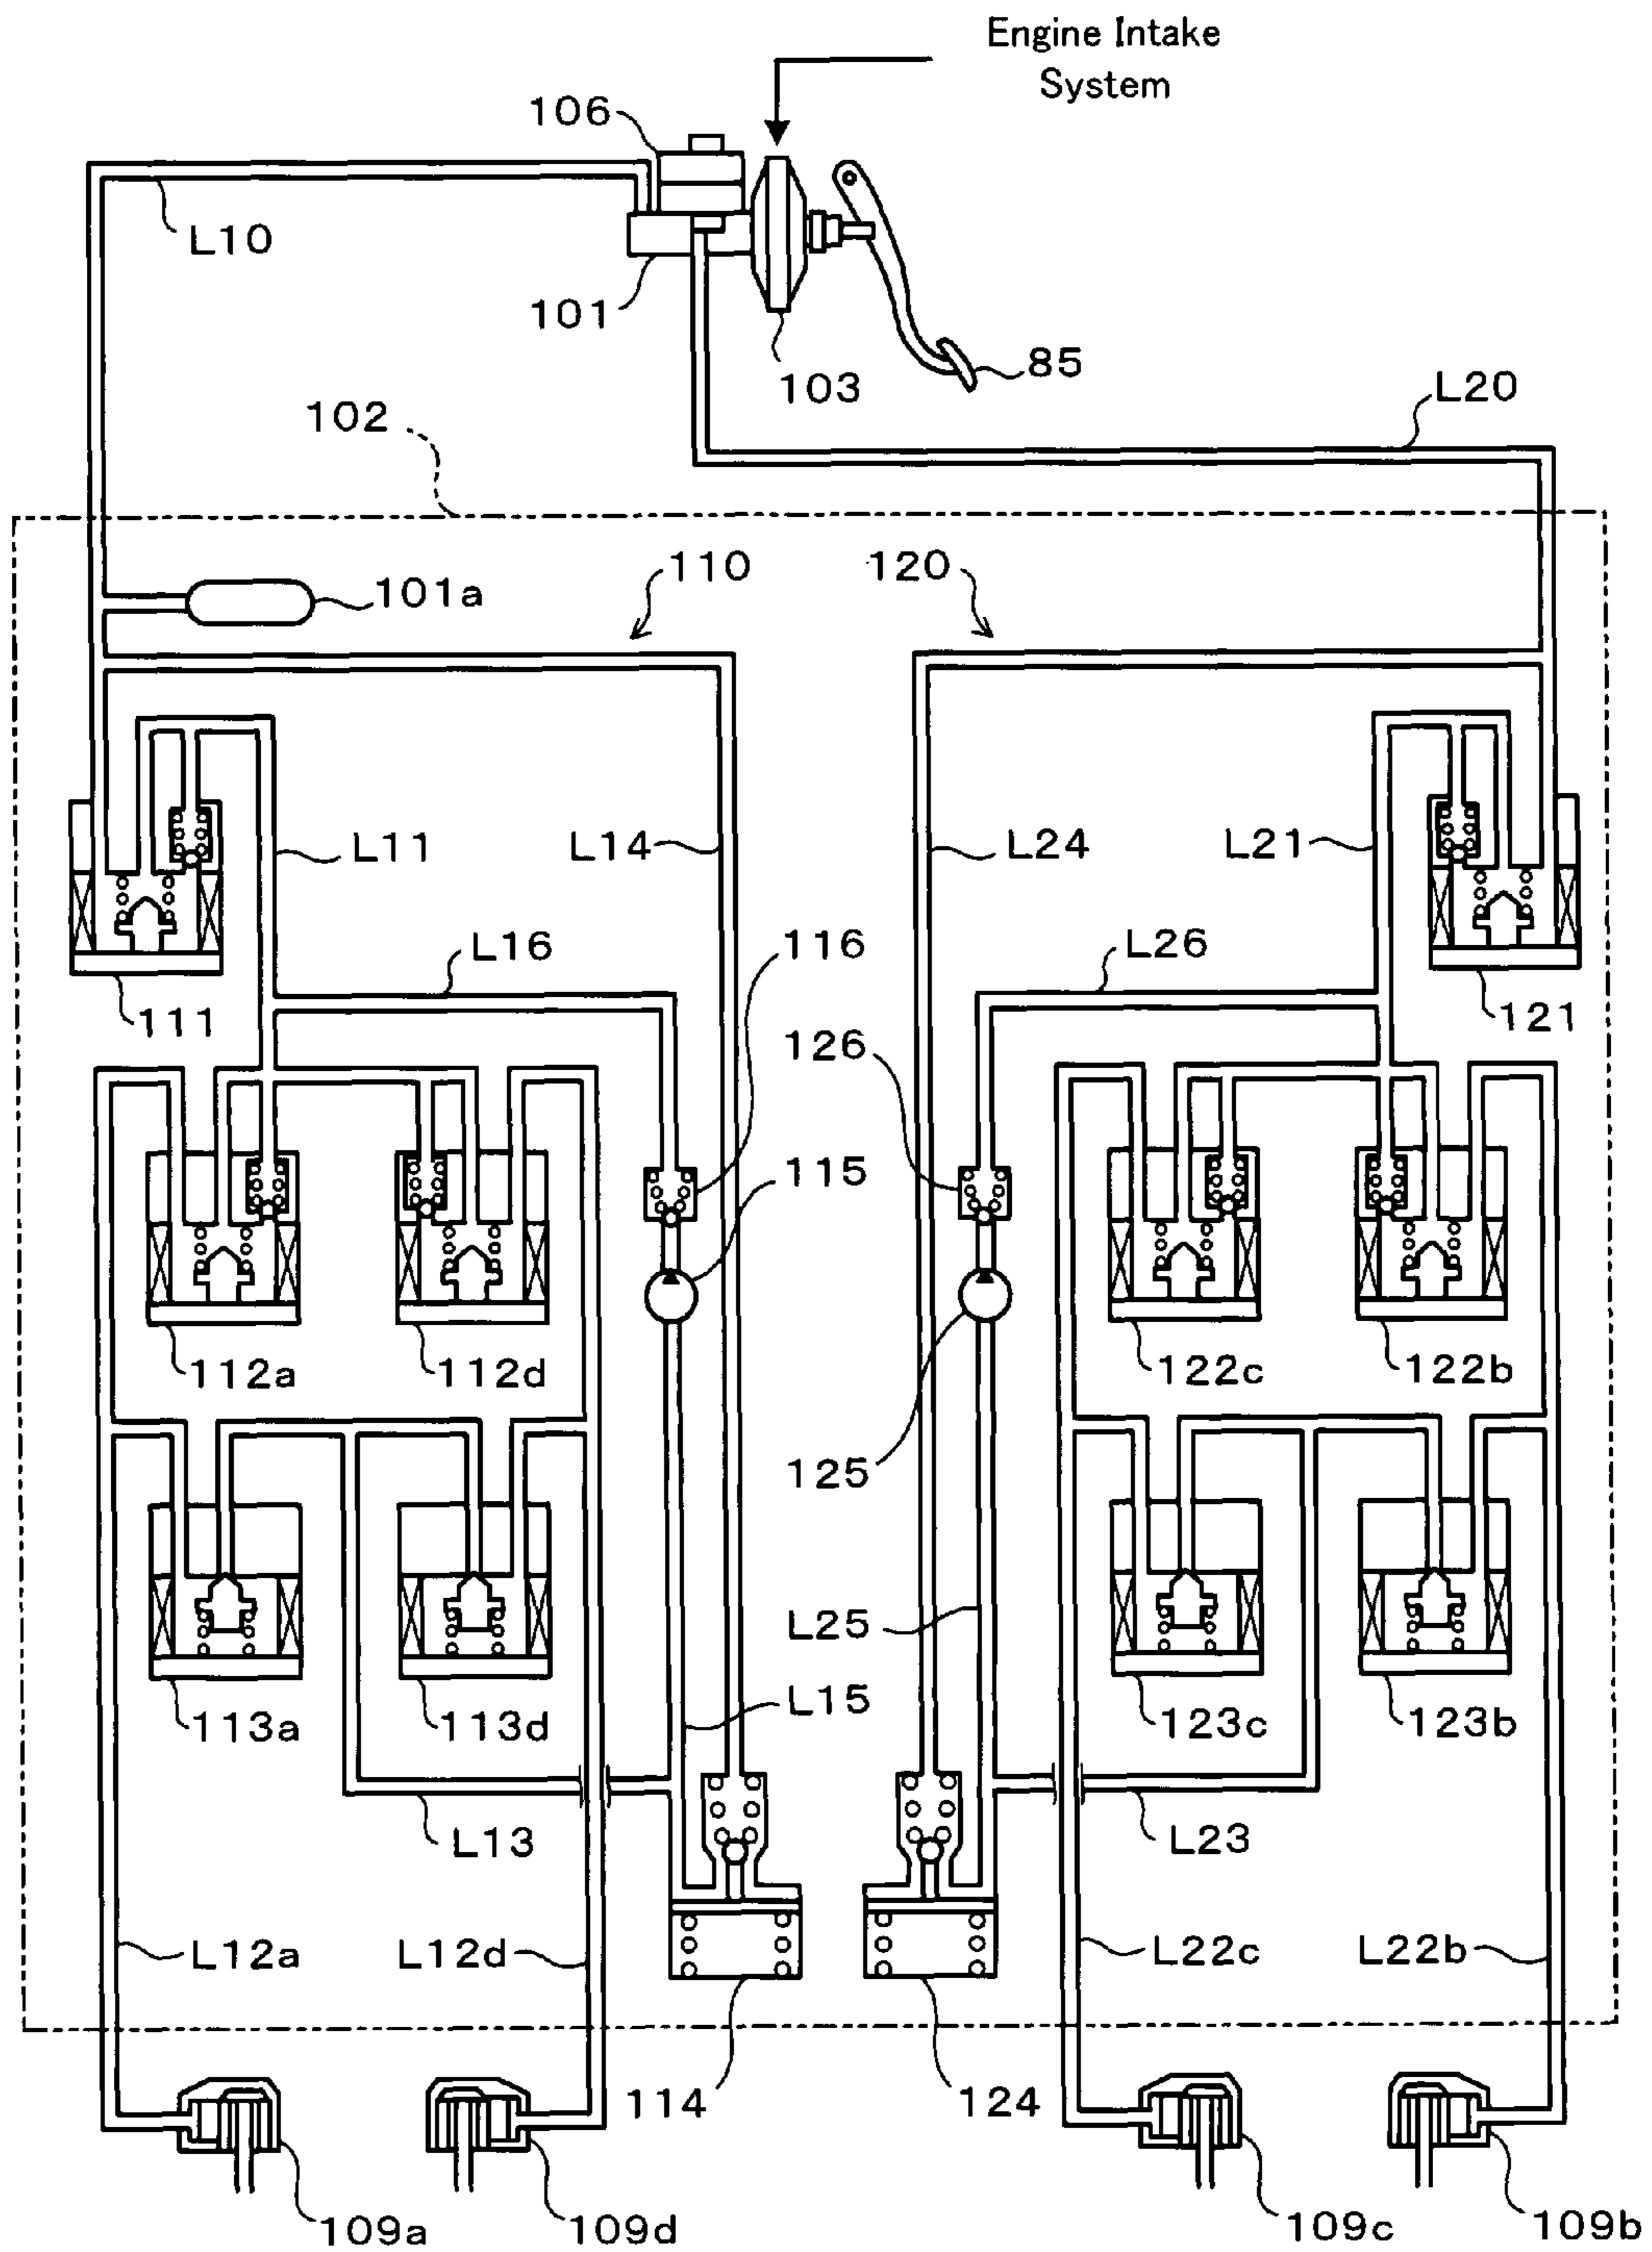 Engine Intake
System
106
L10
101
103
85
L20
102
110
120
101a
L11
L14
L24
L21
L16
116
L26
111
121
126
115
112a
112d
122c
122b
125
L25
L15
113a
113d
123c
123b
L13
L23
L12a
L12d
L22c
L22b
114
124
109a
109d
109c
109b